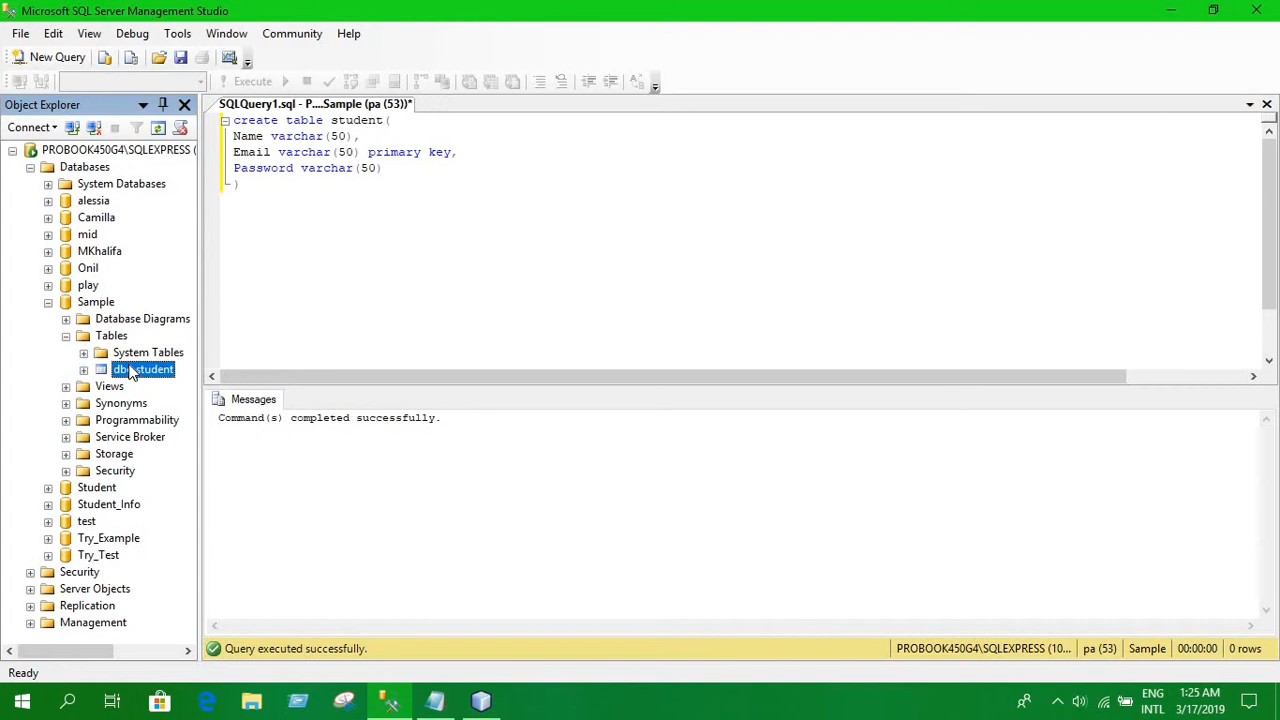 Microsoft SQL Server Management Studio
File Edit View Debug Tools Window Community Help
New Query
Execute
Object Explorer
Connect
PROBOOK450G4\SQLEXPRESS (
Databases
System Databases
alessia
Camilla
mid
MKhalifa
Onil
play
Sample
Database Diagrams
Tables
System Tables
student
Views
Synonyms
Programmability
Service Broker
Storage
Security
Student
Student_Info
test
Try_Example
Try_Test
Security
Server Objects
Replication
Management
SQLQuery1.sql - P....Sample (pa (53))*
create table student(
Name varchar(50),
Email varchar(50) primary key,
Password varchar(50)
)
Messages
Command(s) completed successfully.
Query executed successfully.
PROBOOK450G4\SQLEXPRESS (10... pa (53) Sample 00:00:00 0 rows
Ready
ENG
INTL
1:25 AM
3/17/2019